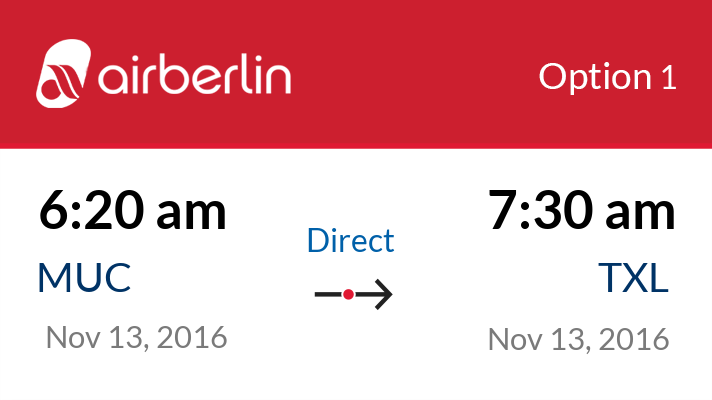 airberlin
Option 1
6:20 am
7:30 am
Direct
MUC
TXL
Nov 13, 2016
Nov 13, 2016